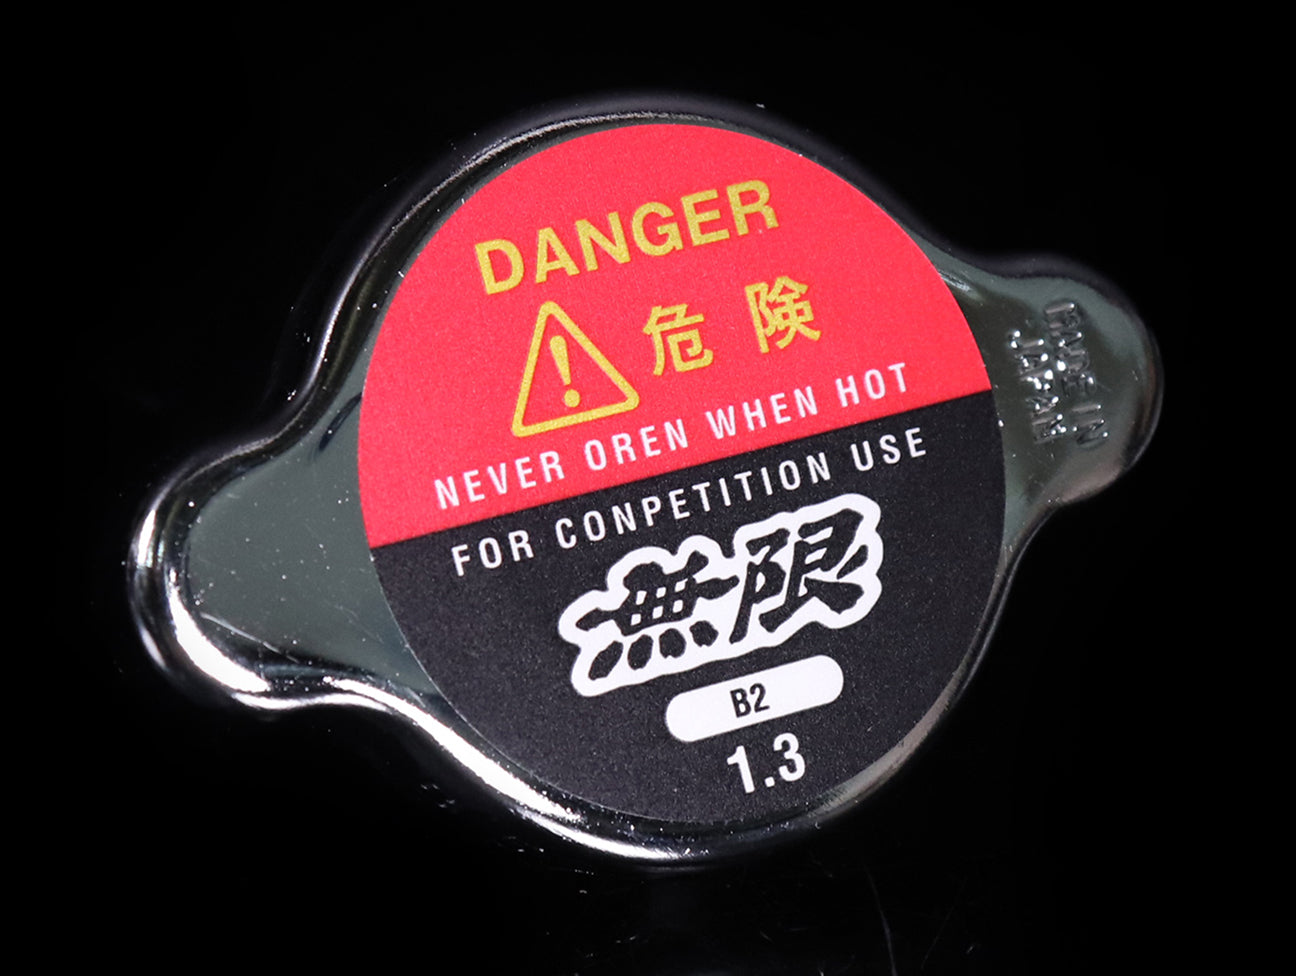 DANGER
危険
NEVER OREN WHEN HOT
FOR CONPETITION USE
無限
B2
1.3
MADE IN
JAPAN